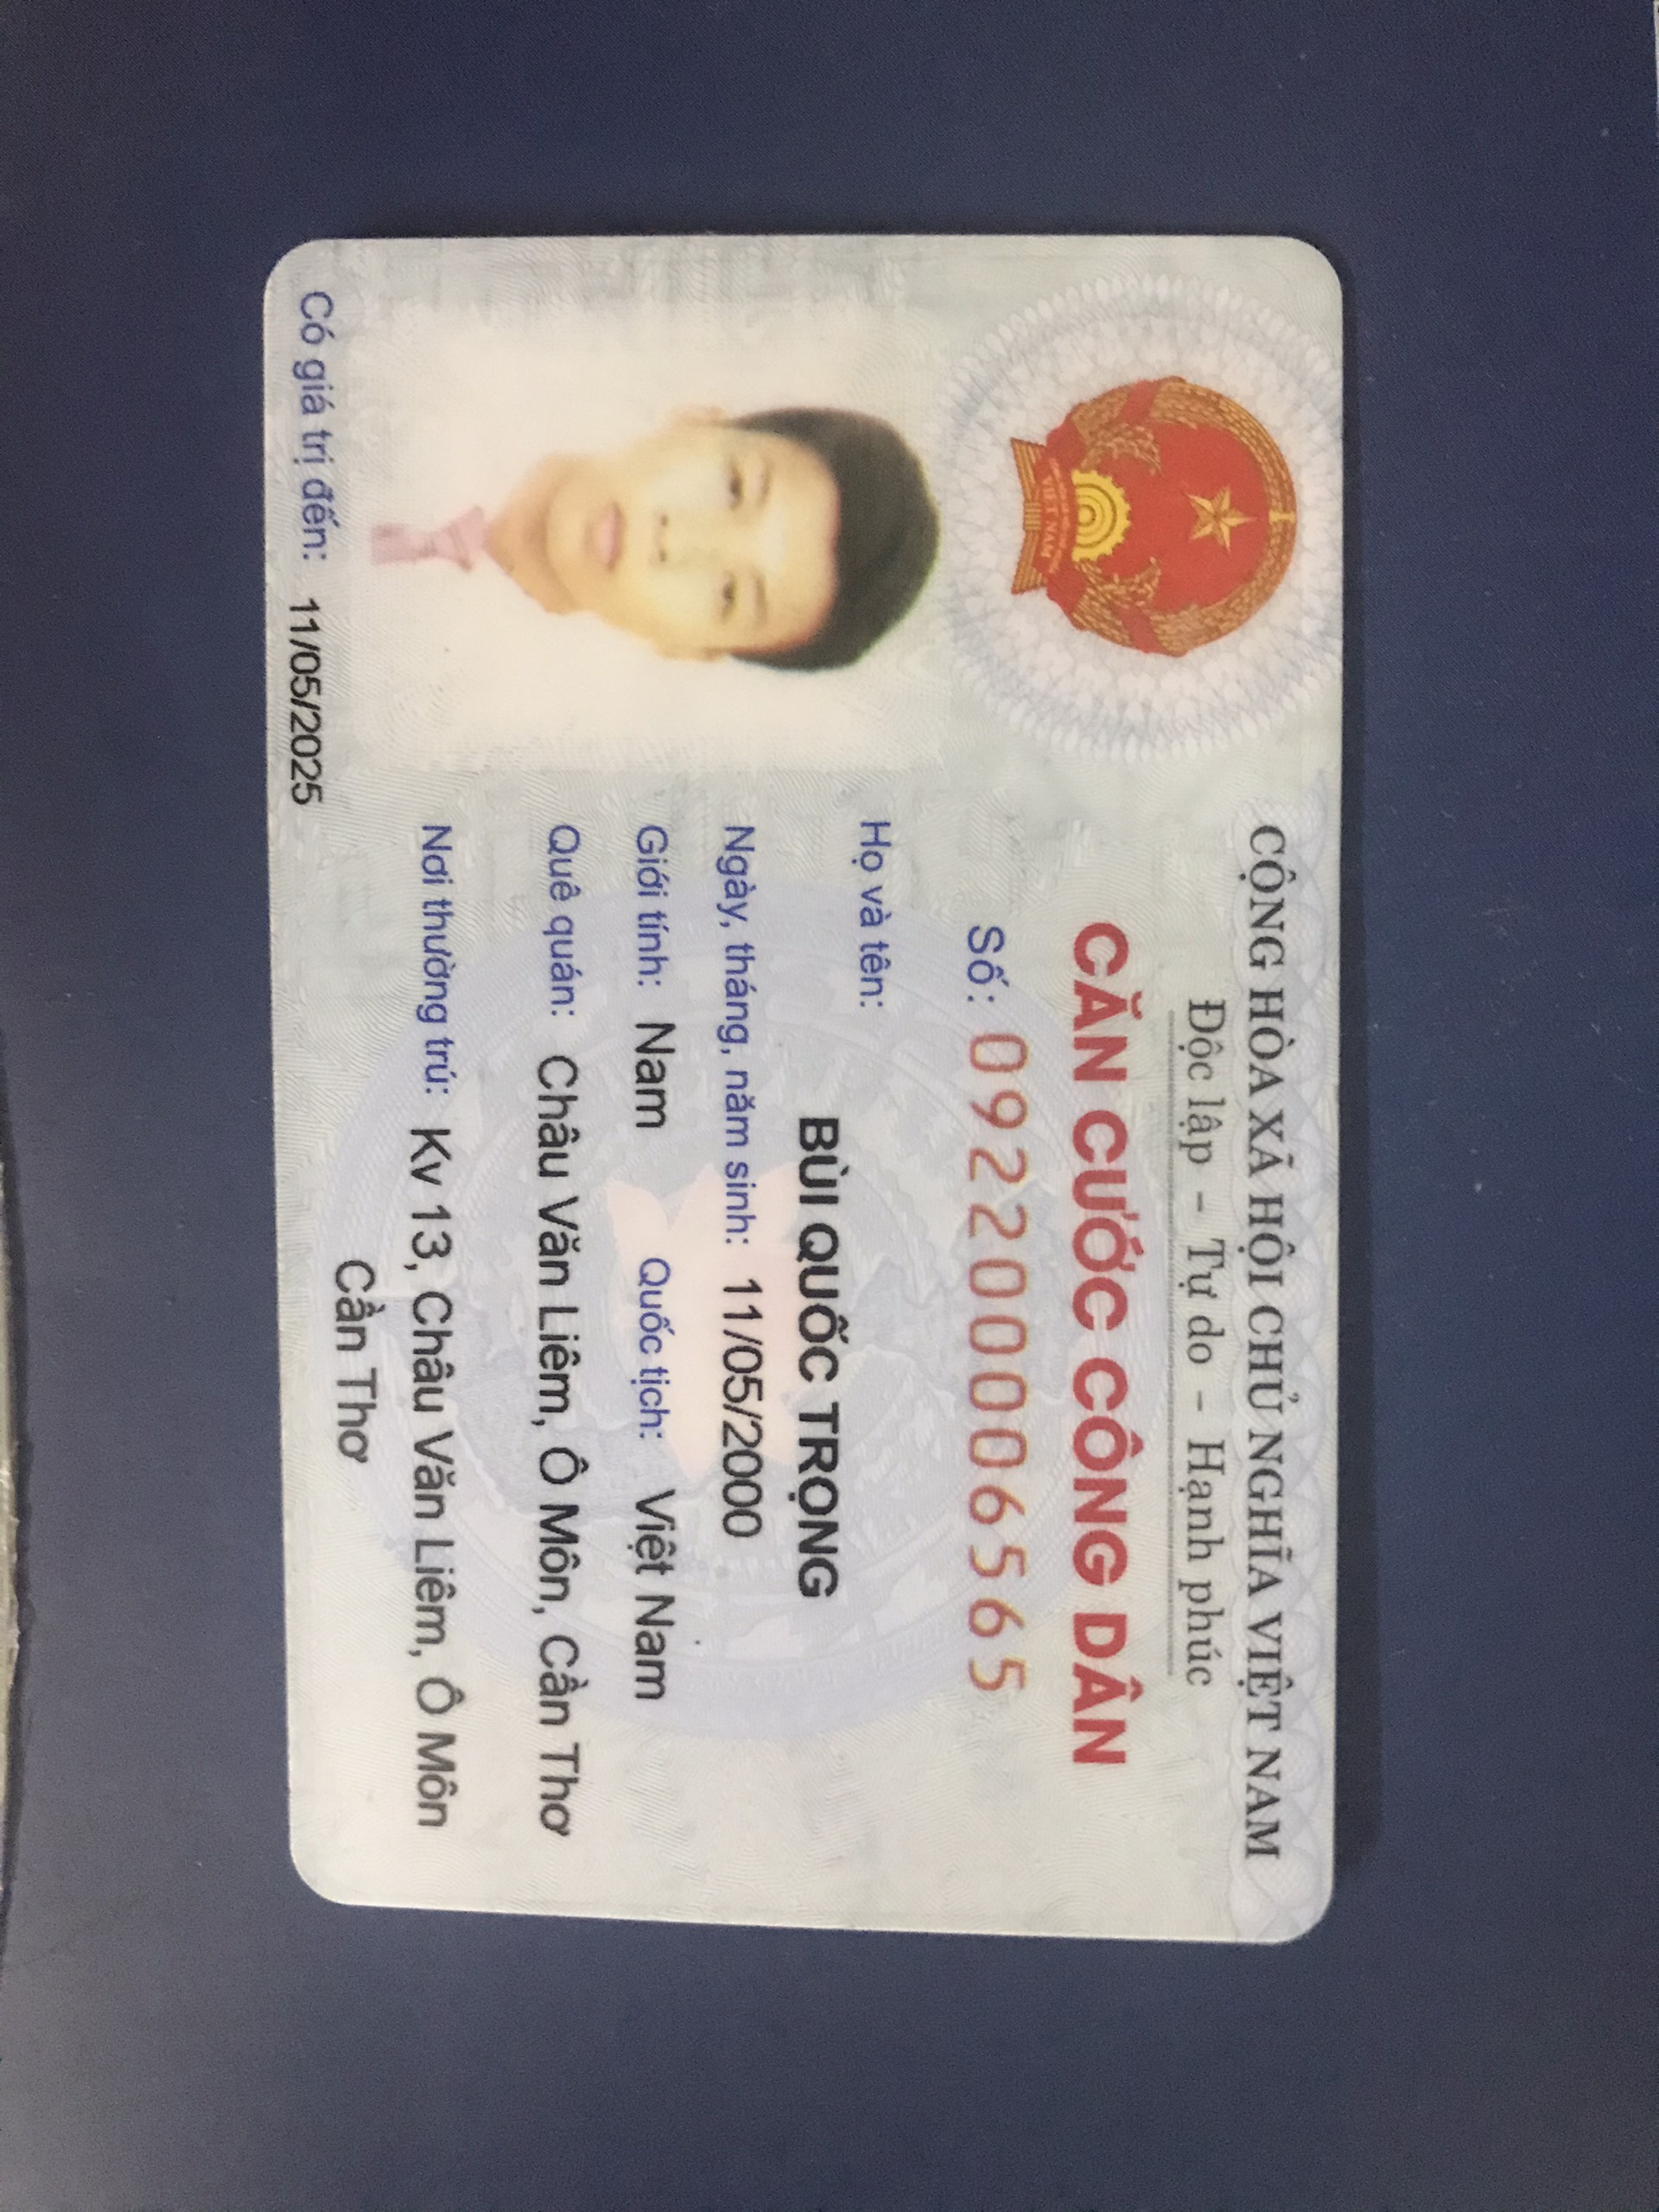 CỘNG HÒA XÃ HỘI CHỦ NGHĨA VIỆT NAM
Độc lập - Tự do - Hạnh phúc
CĂN CƯỚC CÔNG DÂN
Số: 092200006565
Họ và tên:
BÙI QUỐC TRỌNG
Ngày, tháng, năm sinh: 11/05/2000
Giới tính: Nam Quốc tịch: Việt Nam
Quê quán: Châu Văn Liêm, Ô Môn, Cần Thơ
Nơi thường trú: Kv 13, Châu Văn Liêm, Ô Môn
Cần Thơ
Có giá trị đến: 11/05/2025
VIỆT NAM